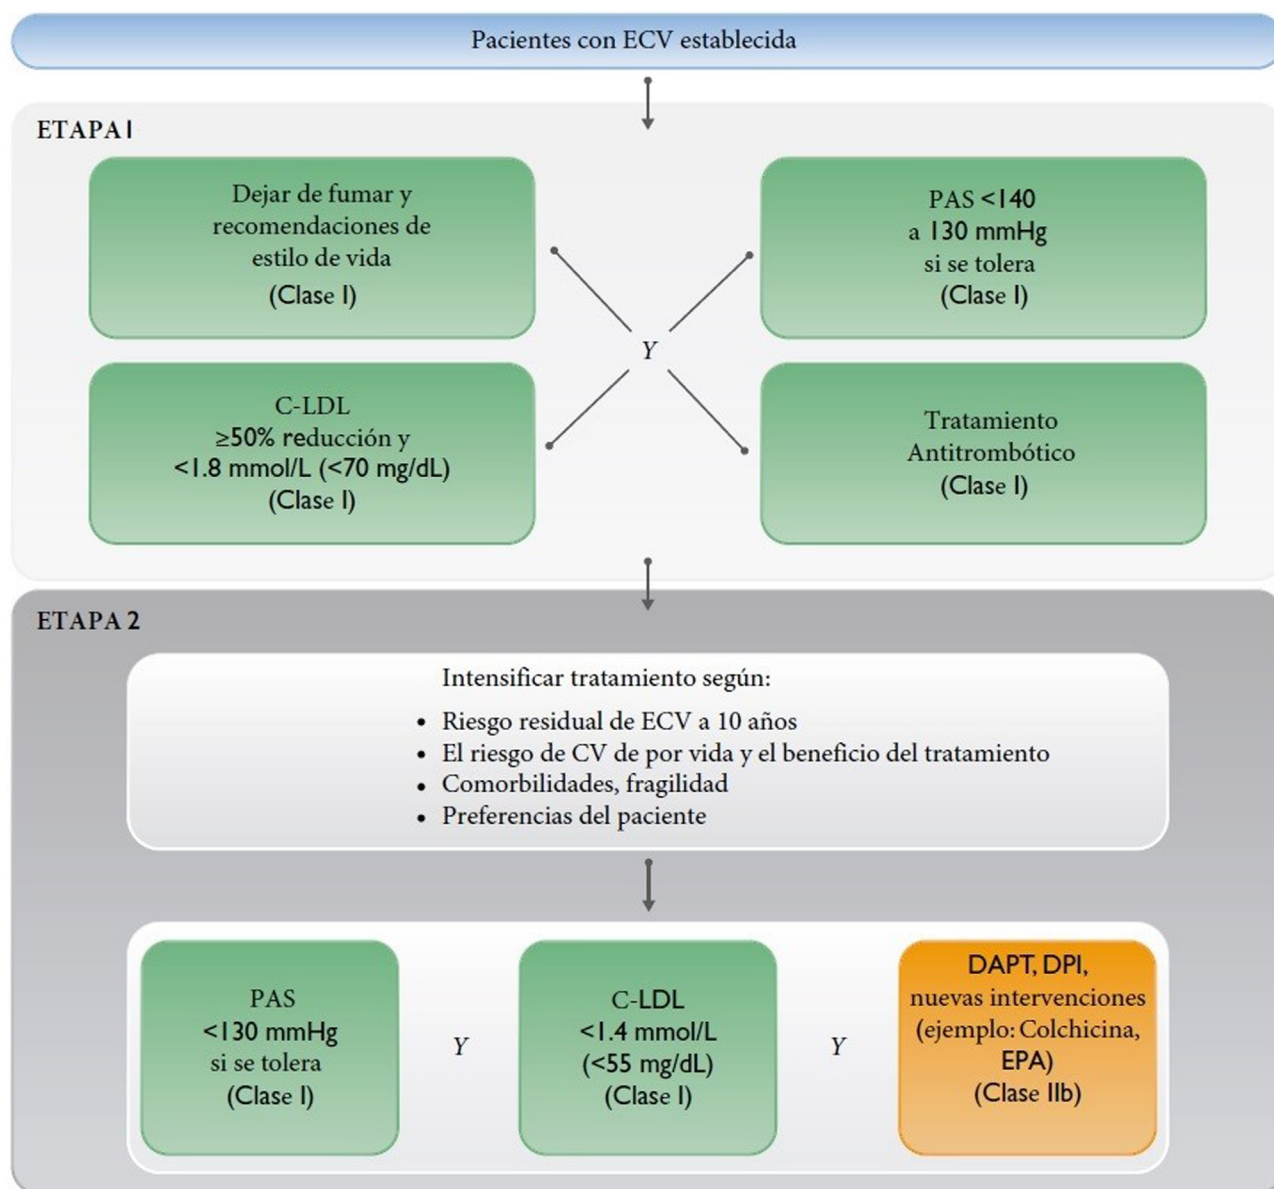 Pacientes con ECV establecida
ETAPA 1
Dejar de fumar y
recomendaciones de
estilo de vida
(Clase I)
PAS <140
a 130 mmHg
si se tolera
(Clase I)
Y
C-LDL
≥50% reducción y
<1.8 mmol/L (<70 mg/dL)
(Clase I)
Tratamiento
Antitrombótico
(Clase I)
ETAPA 2
Intensificar tratamiento según:
• Riesgo residual de ECV a 10 años
• El riesgo de CV de por vida y el beneficio del tratamiento
• Comorbilidades, fragilidad
• Preferencias del paciente
PAS
<130 mmHg
si se tolera
(Clase I)
Y
C-LDL
<1.4 mmol/L
(<55 mg/dL)
(Clase I)
Y
DAPT, DPI,
nuevas intervenciones
(ejemplo: Colchicina,
EPA)
(Clase IIb)